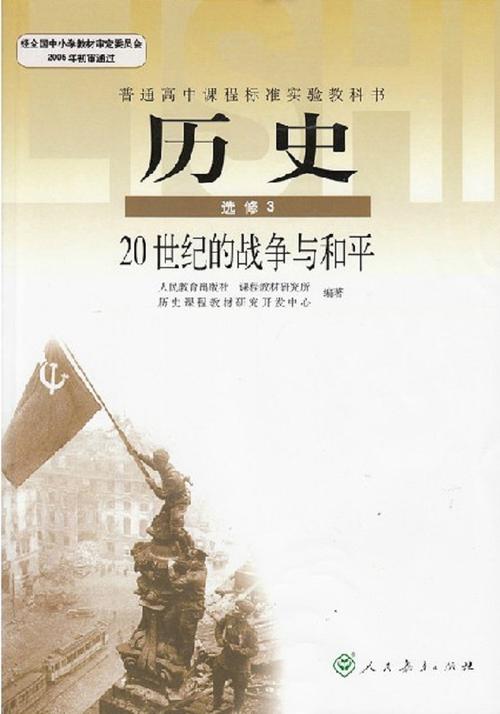 经全国中小学教材审定委员会
2005年初审通过
普通高中课程标准实验教科书
历史
选修3
20世纪的战争与和平
人民教育出版社 课程教材研究所
历史课程教材研究开发中心
编著
人民教育出版社